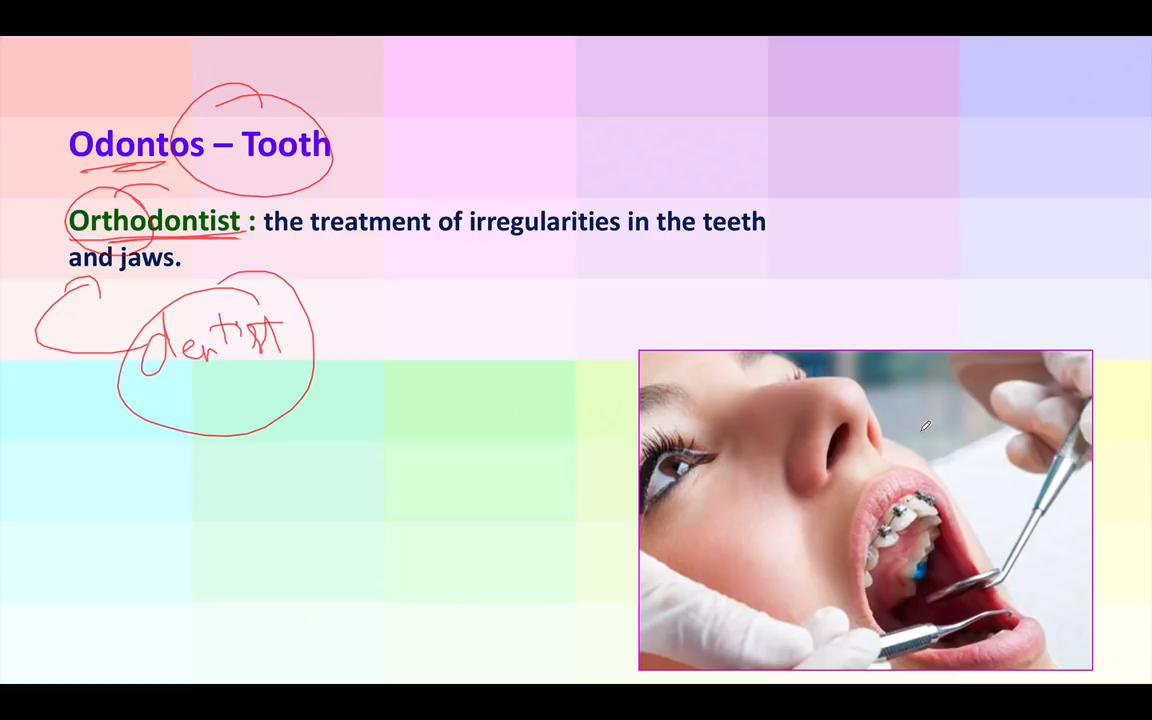 Odontos – Tooth
Orthodontist : the treatment of irregularities in the teeth
and jaws.
dentist